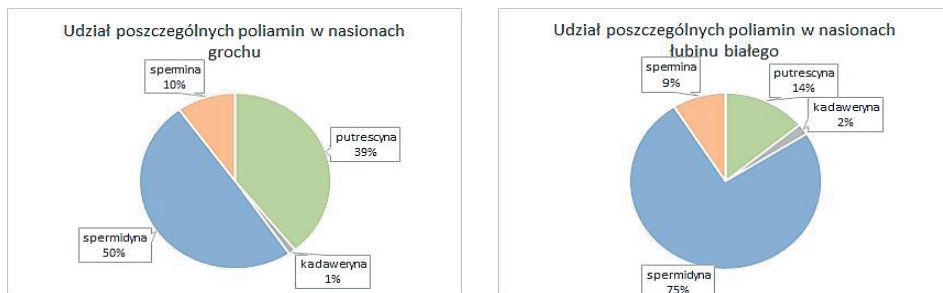 Udział poszczególnych poliamin w nasionach
grochu
spermina
10%
putrescyna
39%
spermidyna
50%
kadaweryna
1%
Udział poszczególnych poliamin w nasionach
łubinu białego
spermina
9%
putrescyna
14%
kadaweryna
2%
spermidyna
75%